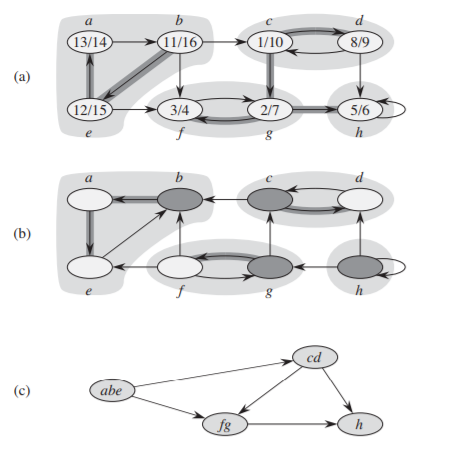 a b c d
13/14 11/16 1/10 8/9
(a)
12/15 3/4 2/7 5/6
e f g h
a b c d
(b)
e f g h
cd
(c) abe
fg h